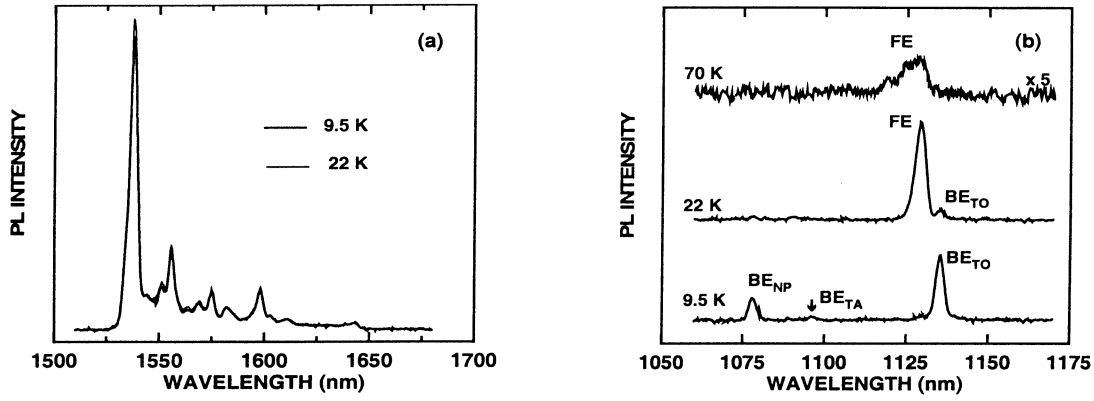 (a)
PL INTENSITY
9.5 K
22 K
1500 1550 1600 1650 1700
WAVELENGTH (nm)
(b)
PL INTENSITY
FE
70 K
x 5
FE
22 K
BE_TO
BE_NP
BE_TA
BE_TO
9.5 K
1050 1075 1100 1125 1150 1175
WAVELENGTH (nm)